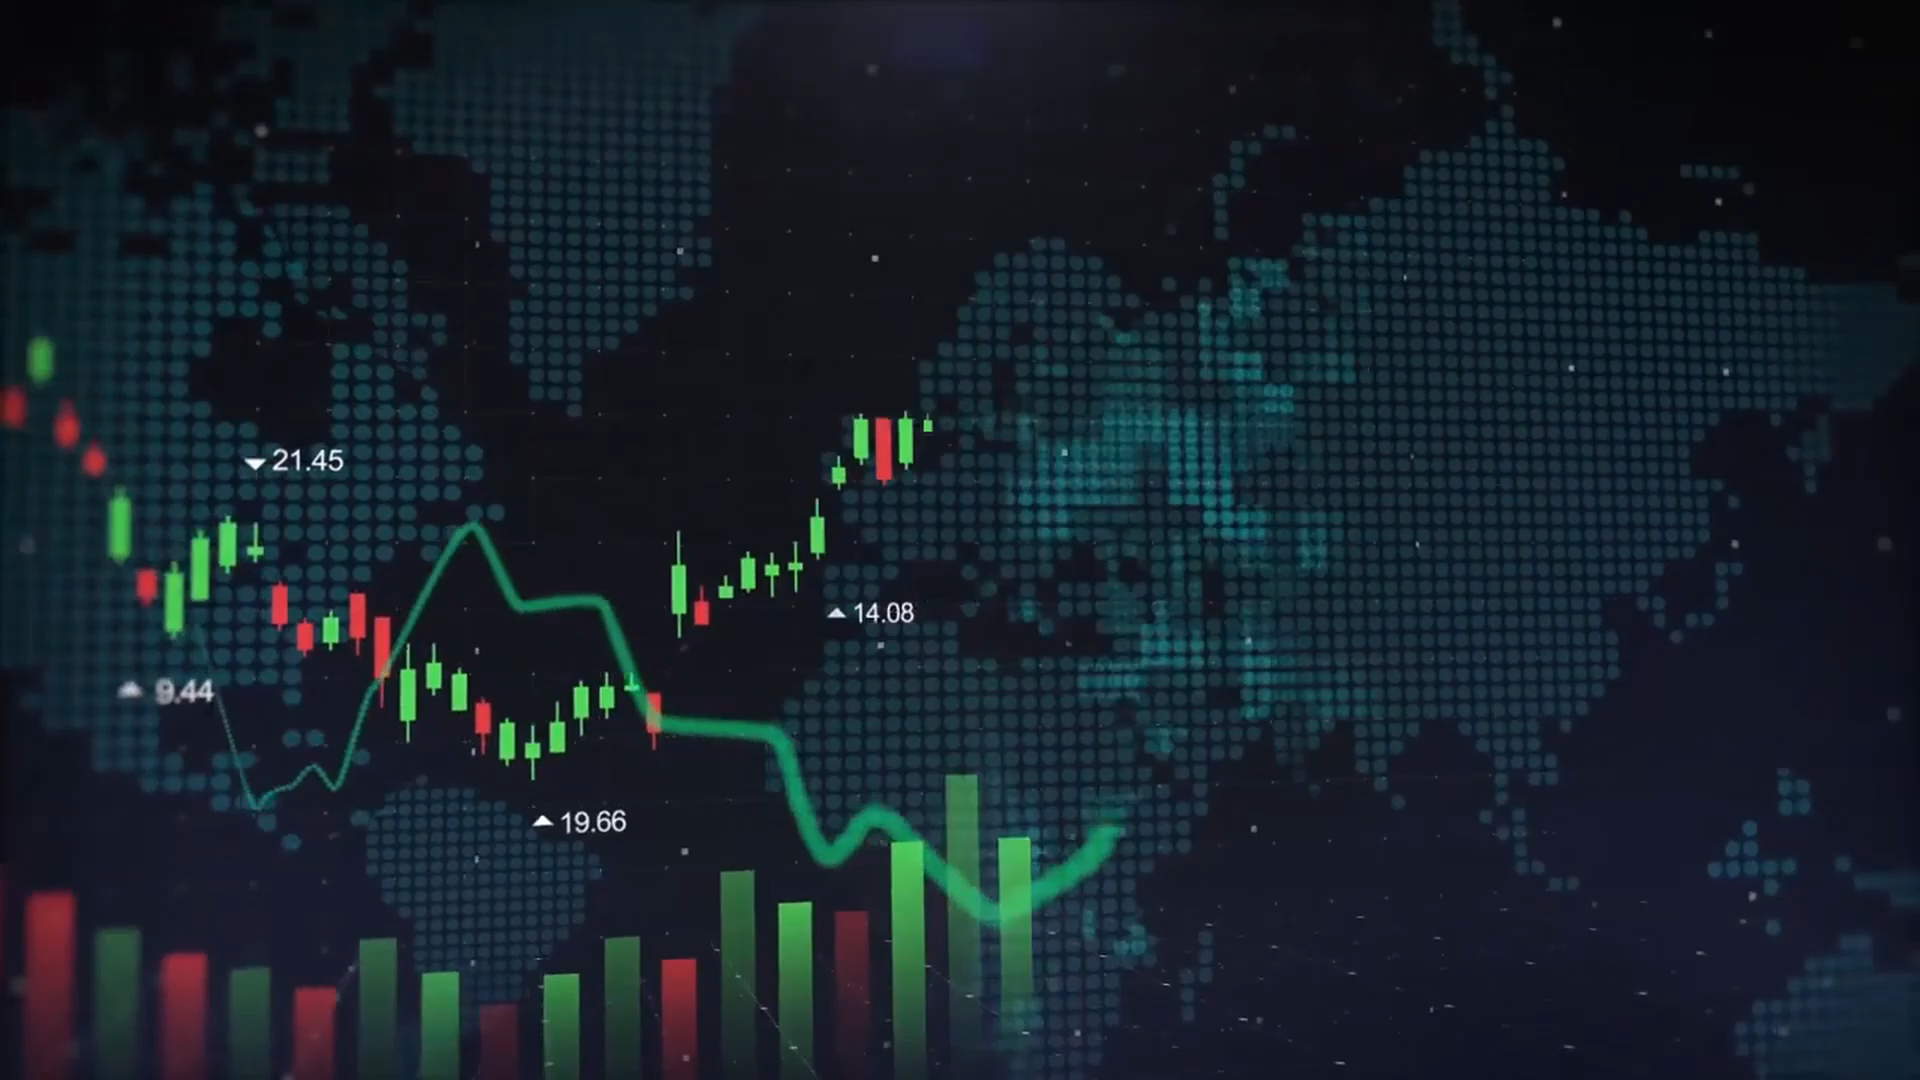 ▼ 21.45
▲ 14.08
▲ 9.44
▲ 19.66